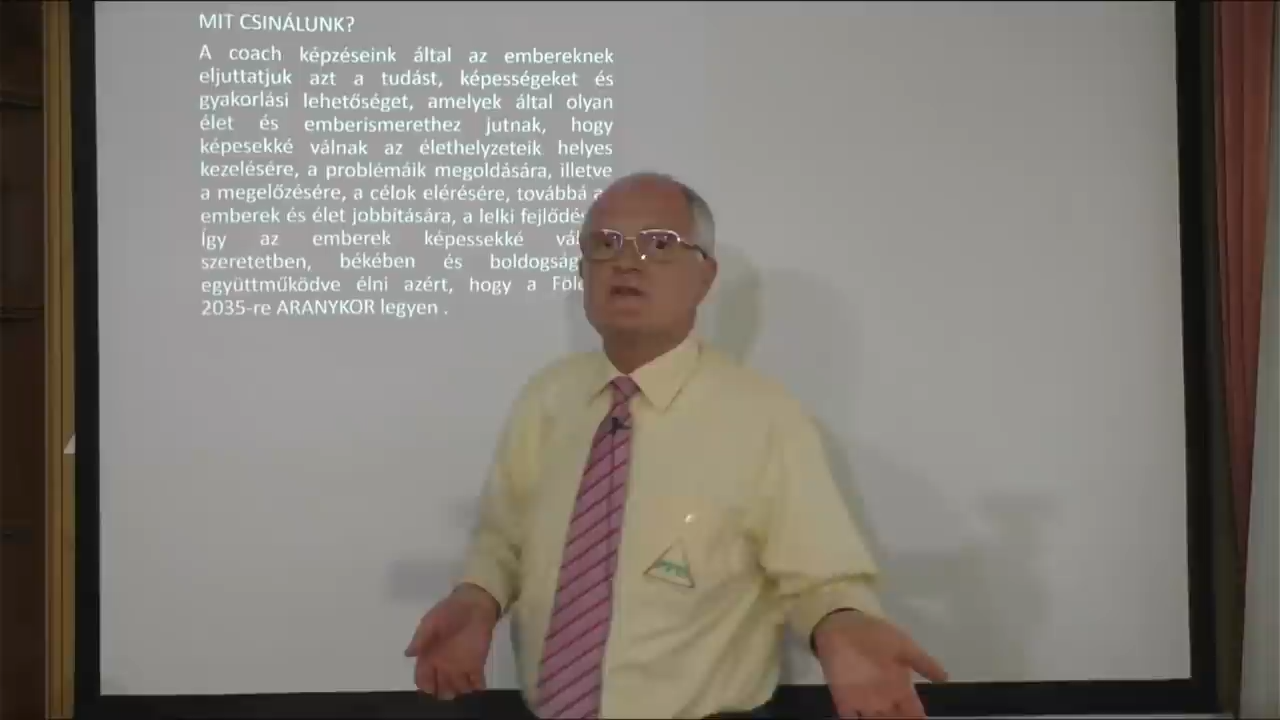 MIT CSINÁLUNK?
A coach képzéseink által az embereknek
eljuttatjuk azt a tudást, képességeket és
gyakorlási lehetőséget, amelyek által olyan
élet és emberismerethez jutnak, hogy
képesekké válnak az élethelyzeteik helyes
kezelésére, a problémáik megoldására, illetve
a megelőzésére, a célok elérésére, továbbá
emberek és élet jobbítására, a lelki
Így az emberek képessekké
szeretetben, békében és
együttműködve élni azért, hogy a
2035-re ARANYKOR legyen .